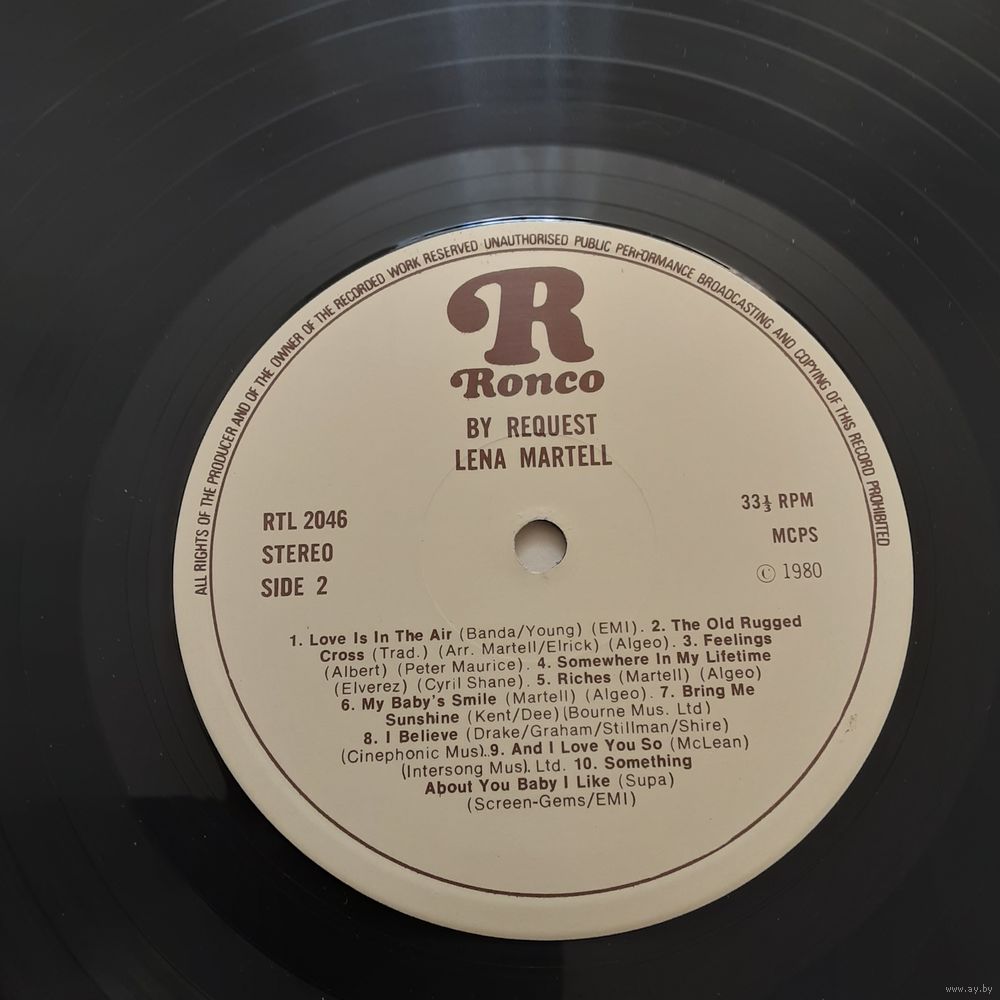 ALL RIGHTS OF THE PRODUCER AND OF THE OWNER OF THE RECORDED WORK RESERVED UNAUTHORISED PUBLIC PERFORMANCE BROADCASTING AND COPYING OF THIS RECORD PROHIBITED
R
Ronco
BY REQUEST
LENA MARTELL
RTL 2046
STEREO
SIDE 2
33⅓ RPM
MCPS
© 1980
1. Love Is In The Air (Banda/Young) (EMI). 2. The Old Rugged
Cross (Trad.) (Arr. Martell/Elrick) (Algeo). 3. Feelings
(Albert) (Peter Maurice). 4. Somewhere In My Lifetime
(Elverez) (Cyril Shane). 5. Riches (Martell) (Algeo)
6. My Baby's Smile (Martell) (Algeo). 7. Bring Me
Sunshine (Kent/Dee) (Bourne Mus. Ltd)
8. I Believe (Drake/Graham/Stillman/Shire)
(Cinephonic Mus). 9. And I Love You So (McLean)
(Intersong Mus). Ltd. 10. Something
About You Baby I Like (Supa)
(Screen-Gems/EMI)
www.ay.by